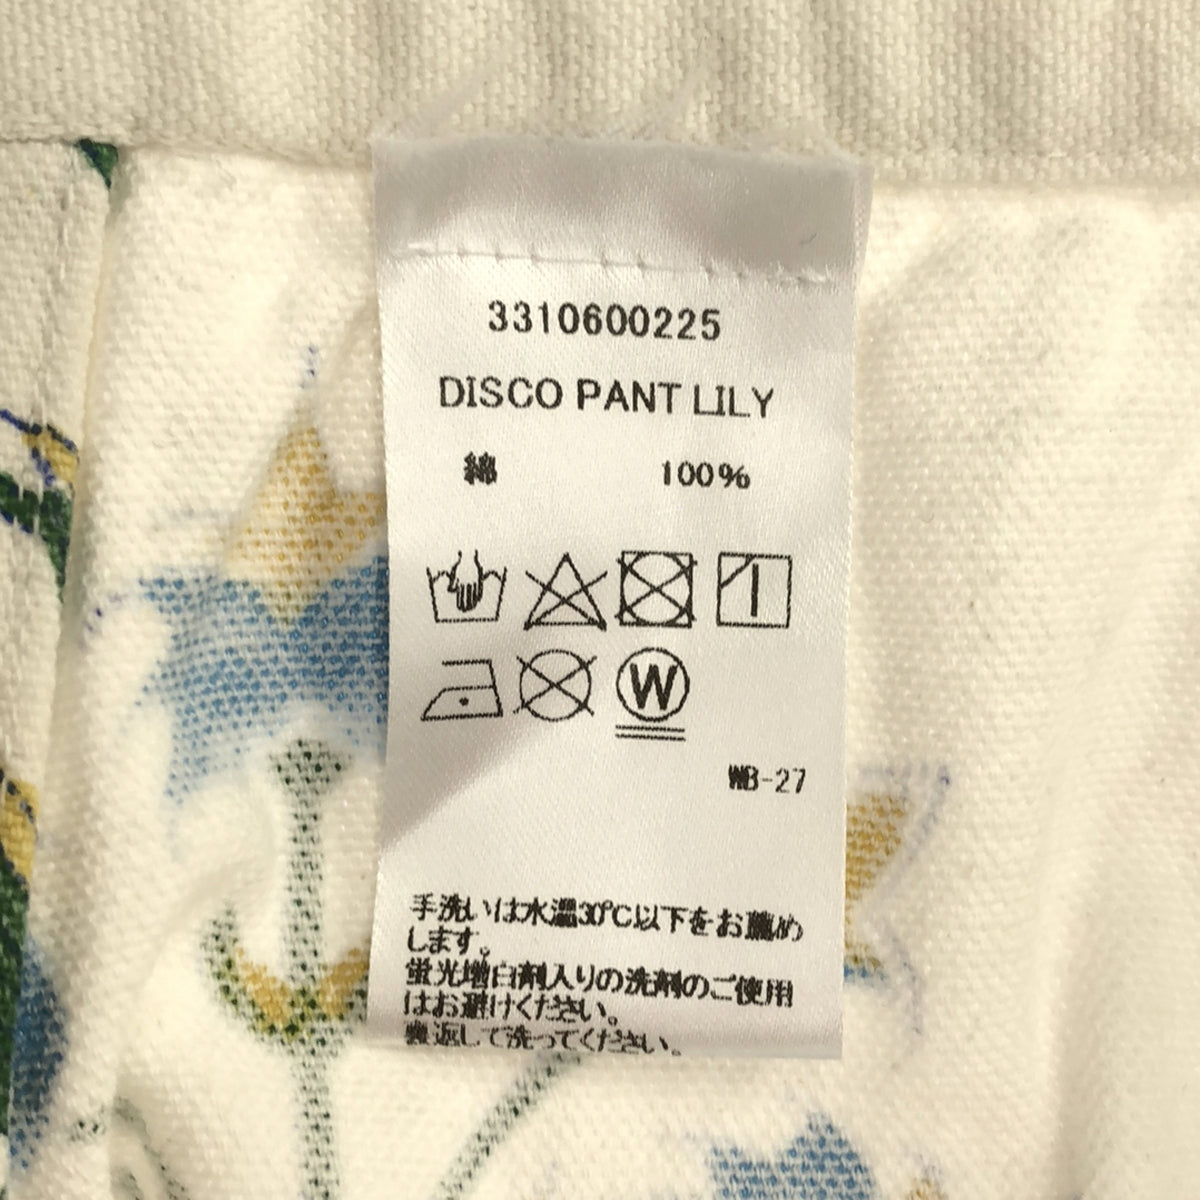 3310600225
DISCO PANT LILY
綿 100%
W
WB-27
手洗いは水温30℃以下をお薦め
します。
蛍光増白剤入りの洗剤のご使用
はお避けください。
裏返して洗ってください。